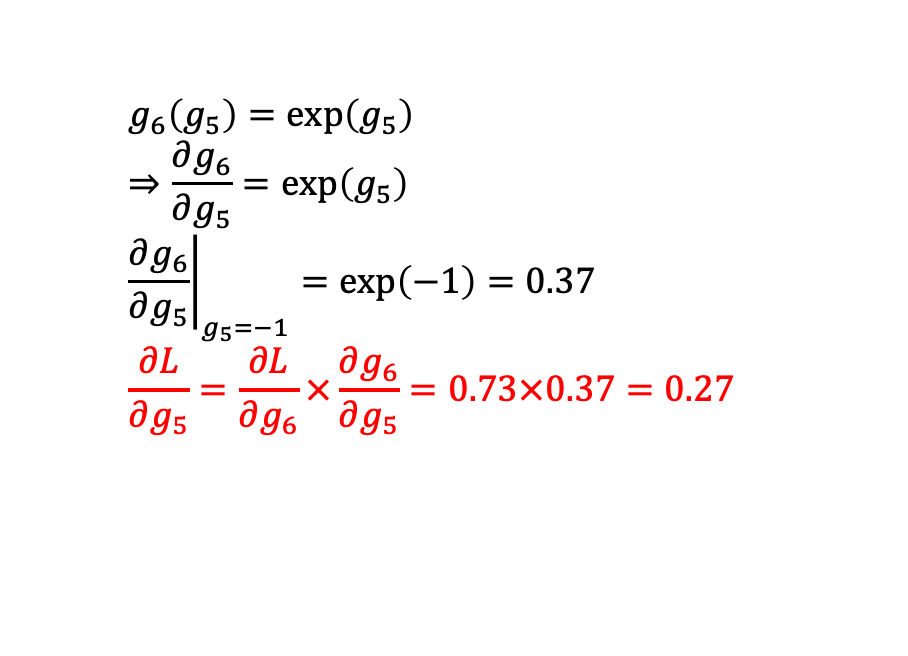 g₆(g₅) = exp(g₅)
⇒ ∂g₆/∂g₅ = exp(g₅)
∂g₆/∂g₅|g₅=−1 = exp(−1) = 0.37
∂L/∂g₅ = ∂L/∂g₆ × ∂g₆/∂g₅ = 0.73×0.37 = 0.27